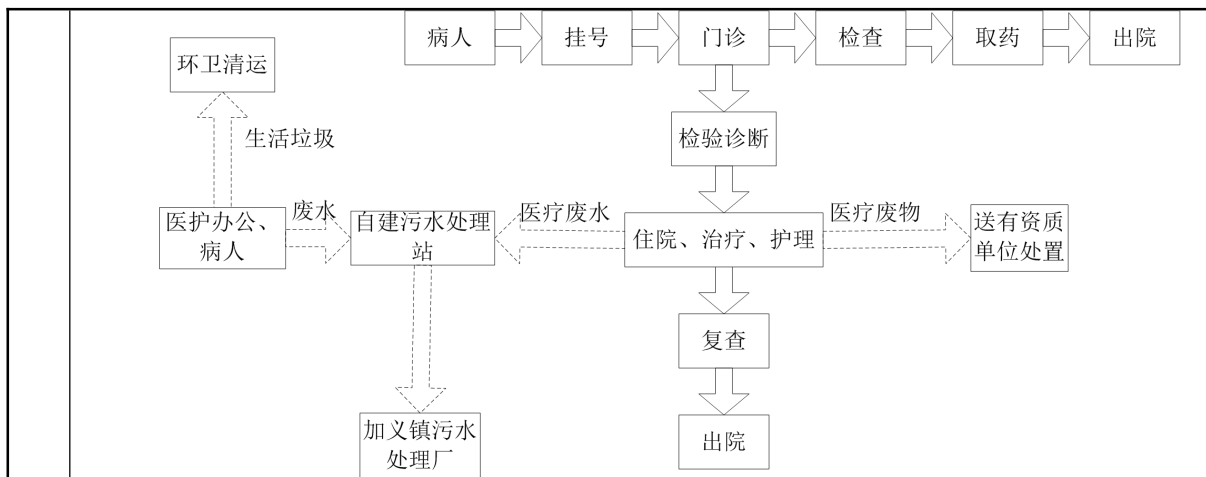 病人
挂号
门诊
检查
取药
出院
环卫清运
生活垃圾
检验诊断
医护办公、
病人
废水
自建污水处理
站
医疗废水
住院、治疗、护理
医疗废物
送有资质
单位处置
复查
加义镇污水
处理厂
出院